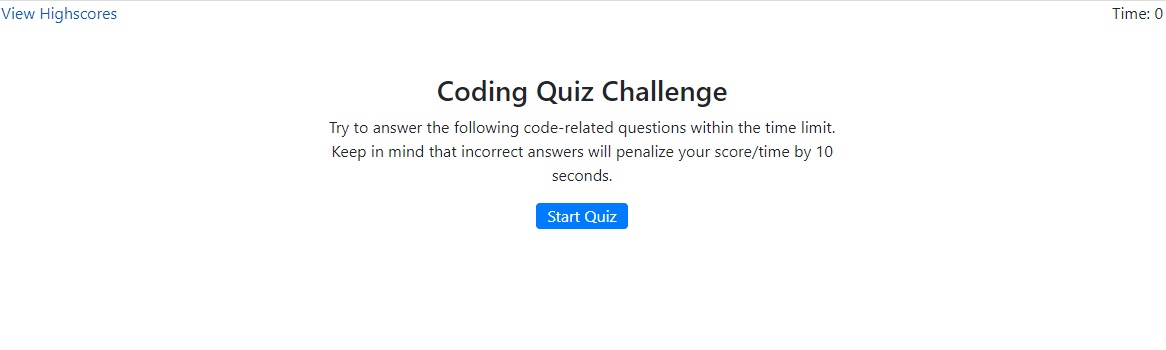 View Highscores
Time: 0
Coding Quiz Challenge
Try to answer the following code-related questions within the time limit.
Keep in mind that incorrect answers will penalize your score/time by 10
seconds.
Start Quiz